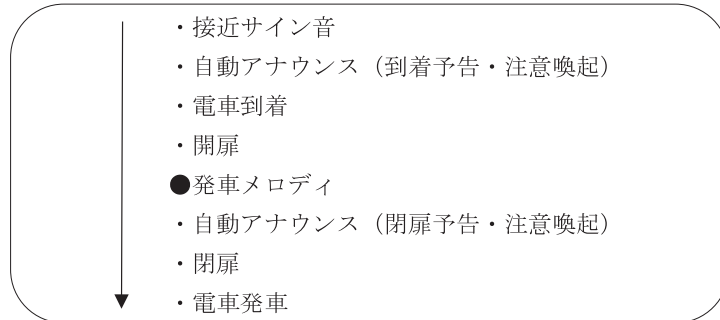 ・接近サイン音
・自動アナウンス（到着予告・注意喚起）
・電車到着
・開扉
●発車メロディ
・自動アナウンス（閉扉予告・注意喚起）
・閉扉
・電車発車